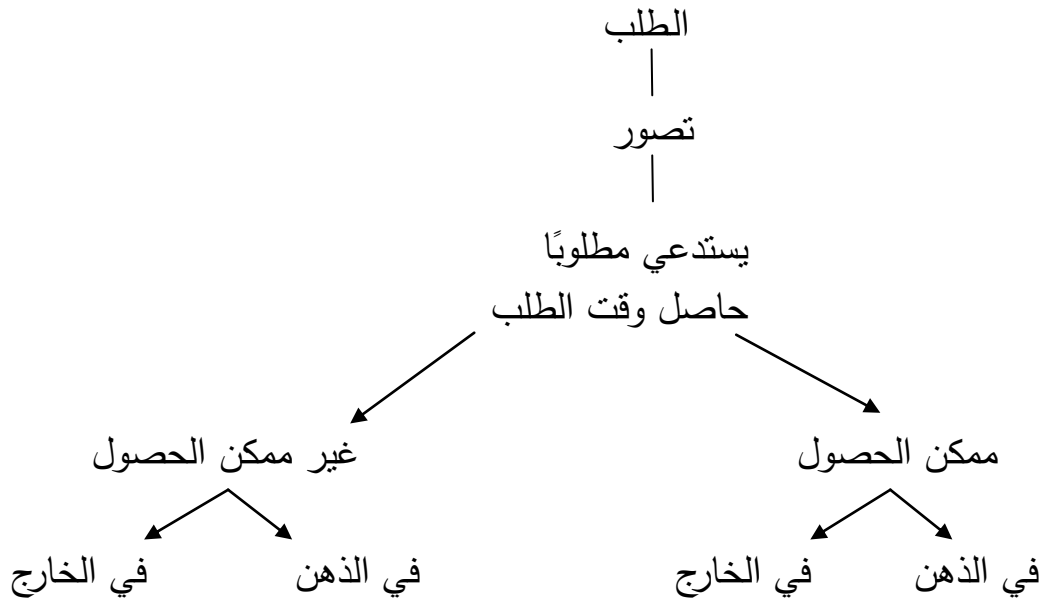 الطلب
تصور
يستدعي مطلوبًا
حاصل وقت الطلب
ممكن الحصول
غير ممكن الحصول
في الذهن
في الخارج
في الذهن
في الخارج